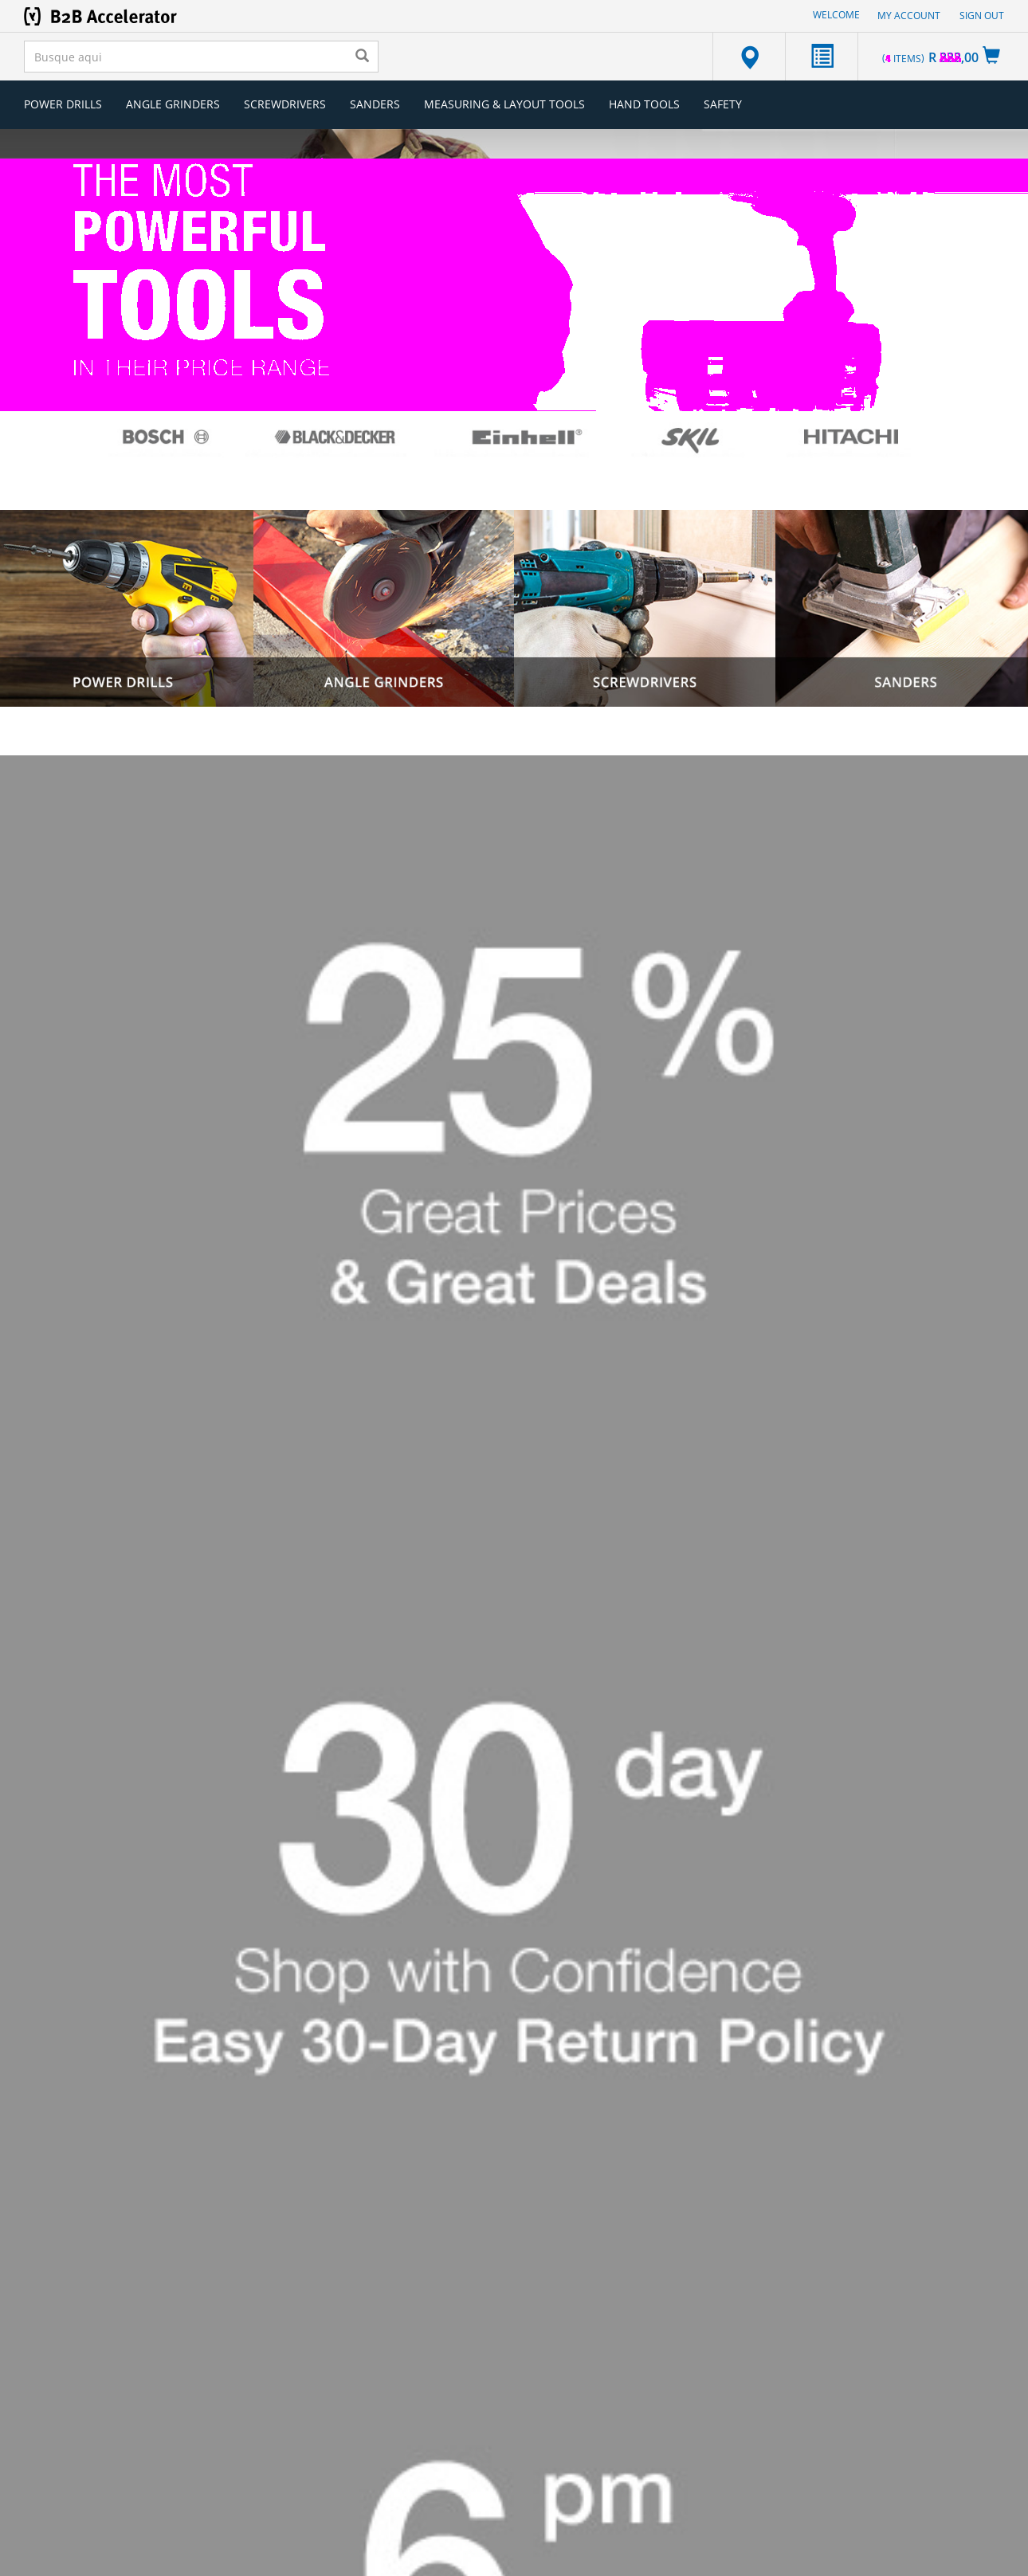 B2B Accelerator
WELCOME MY ACCOUNT SIGN OUT
Busque aqui
ITEMS) R ,00
POWER DRILLS ANGLE GRINDERS SCREWDRIVERS SANDERS MEASURING & LAYOUT TOOLS HAND TOOLS SAFETY
THE MOST
POWERFUL
TOOLS
IN THEIR PRICE RANGE
BOSCH BLACK&DECKER Einhell® SKIL HITACHI
POWER DRILLS ANGLE GRINDERS SCREWDRIVERS SANDERS
25 %
Great Prices
& Great Deals
30 day
Shop with Confidence
Easy 30-Day Return Policy
6 pm